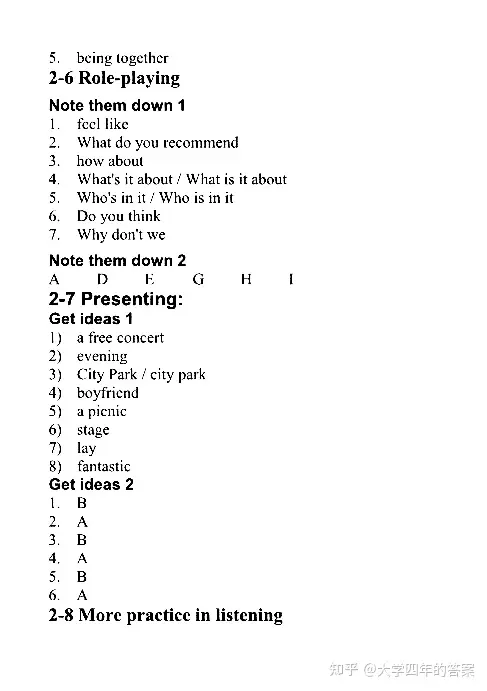 5. being together
2-6 Role-playing
Note them down 1
1. feel like
2. What do you recommend
3. how about
4. What's it about / What is it about
5. Who's in it / Who is in it
6. Do you think
7. Why don't we
Note them down 2
A D E G H I
2-7 Presenting:
Get ideas 1
1) a free concert
2) evening
3) City Park / city park
4) boyfriend
5) a picnic
6) stage
7) lay
8) fantastic
Get ideas 2
1. B
2. A
3. B
4. A
5. B
6. A
2-8 More practice in listening
知乎 @大学四年的答案